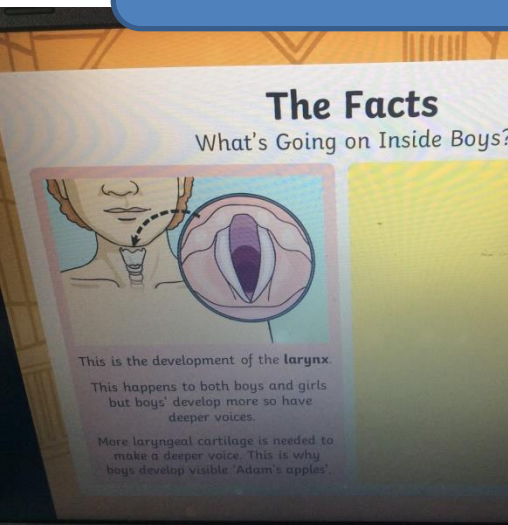 The Facts
What's Going on Inside Boys?
This is the development of the larynx.
This happens to both boys and girls
but boys' develop more so have
deeper voices.
More laryngeal cartilage is needed to
make a deeper voice. This is why
boys develop visible 'Adam's apples'.